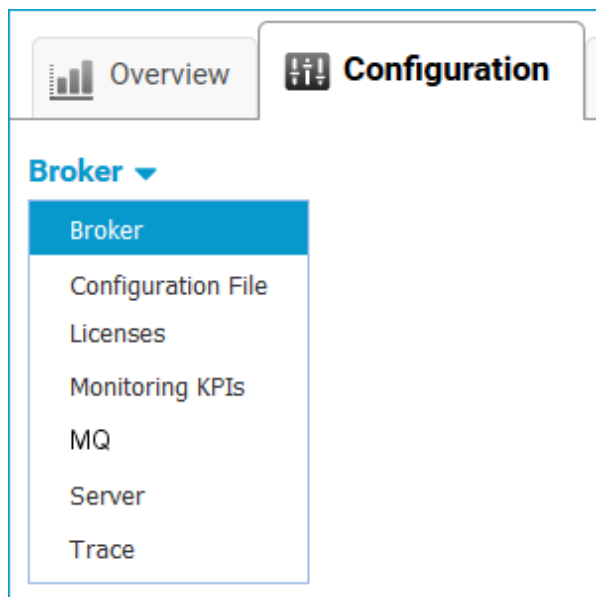 Overview Configuration
Broker
Broker
Configuration File
Licenses
Monitoring KPIs
MQ
Server
Trace